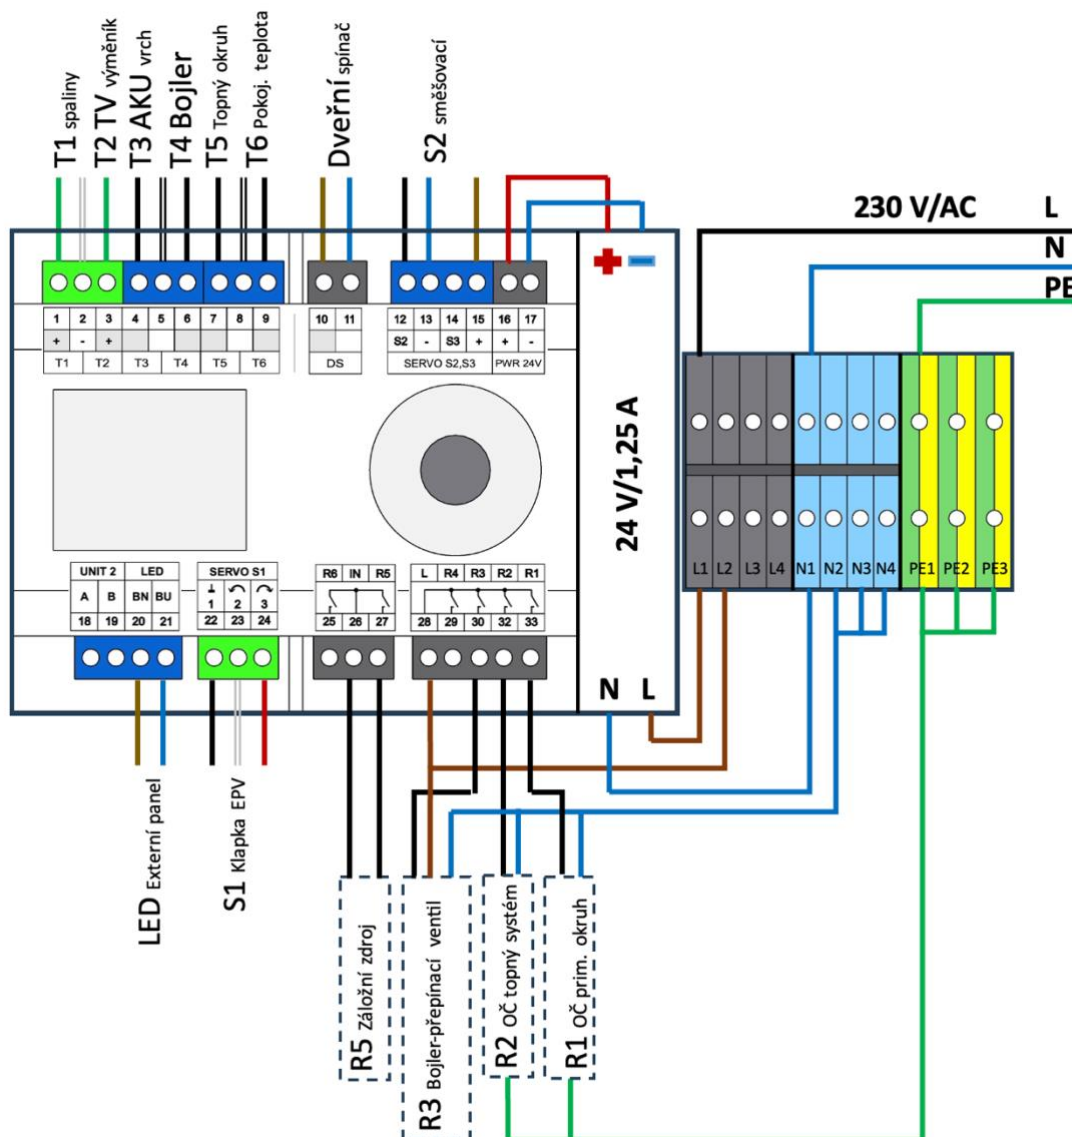 T1 spaliny
T2 TV výměník
T3 AKU vrch
T4 Bojler
T5 Topný okruh
T6 Pokoj. teplota
Dveřní spínač
S2 směšovací
230 V/AC L
N
PE
1 2 3 4 5 6 7 8 9
+ - +
T1 T2 T3 T4 T5 T6
10 11
DS
12 13 14 15 16 17
S2 - S3 + + -
SERVO S2,S3 PWR 24V
+ -
24 V/1,25 A
N L
L1 L2 L3 L4 N1 N2 N3 N4 PE1 PE2 PE3
UNIT 2 LED
A B BN BU
18 19 20 21
SERVO S1
1 2 3
22 23 24
R6 IN R5
25 26 27
L R4 R3 R2 R1
28 29 30 32 33
LED Externí panel
S1 Klapka EPV
R5 Záložní zdroj
R3 Bojler-přepínací ventil
R2 OČ topný systém
R1 OČ prim. okruh